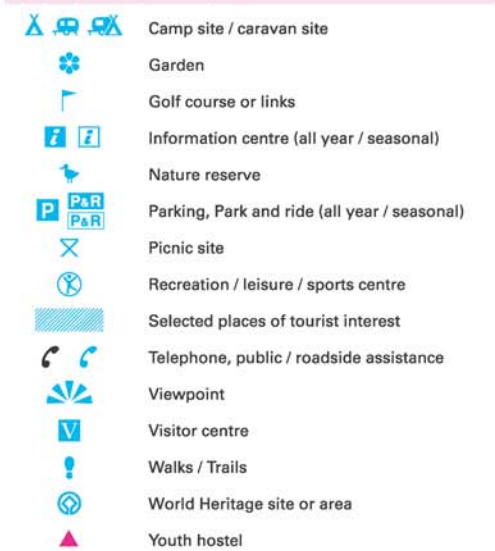 Camp site / caravan site
Garden
Golf course or links
i i Information centre (all year / seasonal)
Nature reserve
P P&R P&R Parking, Park and ride (all year / seasonal)
Picnic site
Recreation / leisure / sports centre
Selected places of tourist interest
Telephone, public / roadside assistance
Viewpoint
V Visitor centre
Walks / Trails
World Heritage site or area
Youth hostel